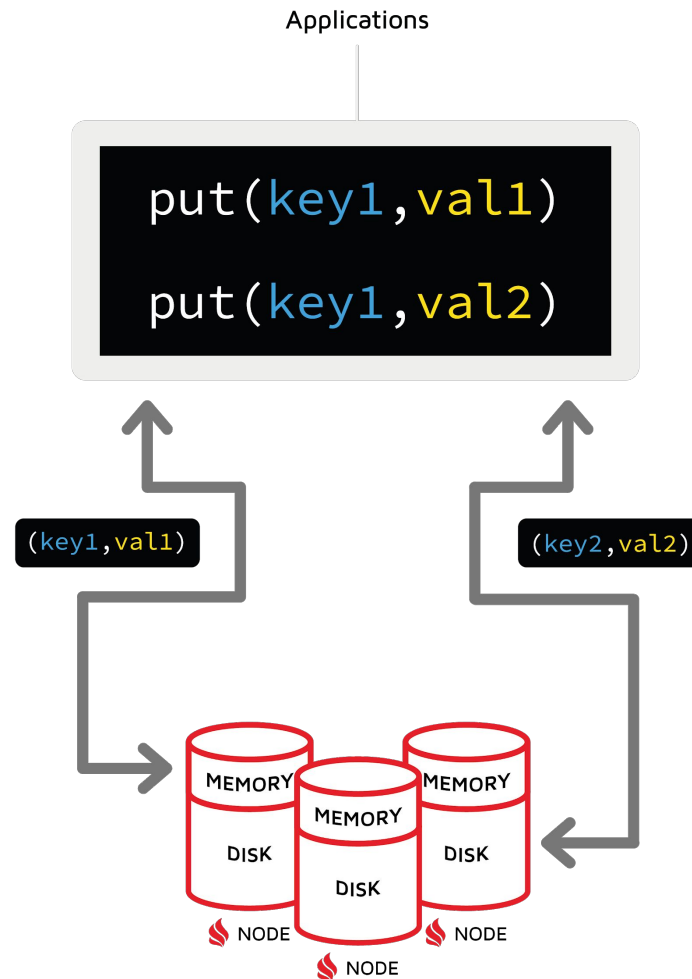 Applications
put(key1,val1)
put(key1,val2)
(key1,val1)
(key2,val2)
MEMORY
MEMORY
MEMORY
DISK
DISK
DISK
NODE
NODE
NODE